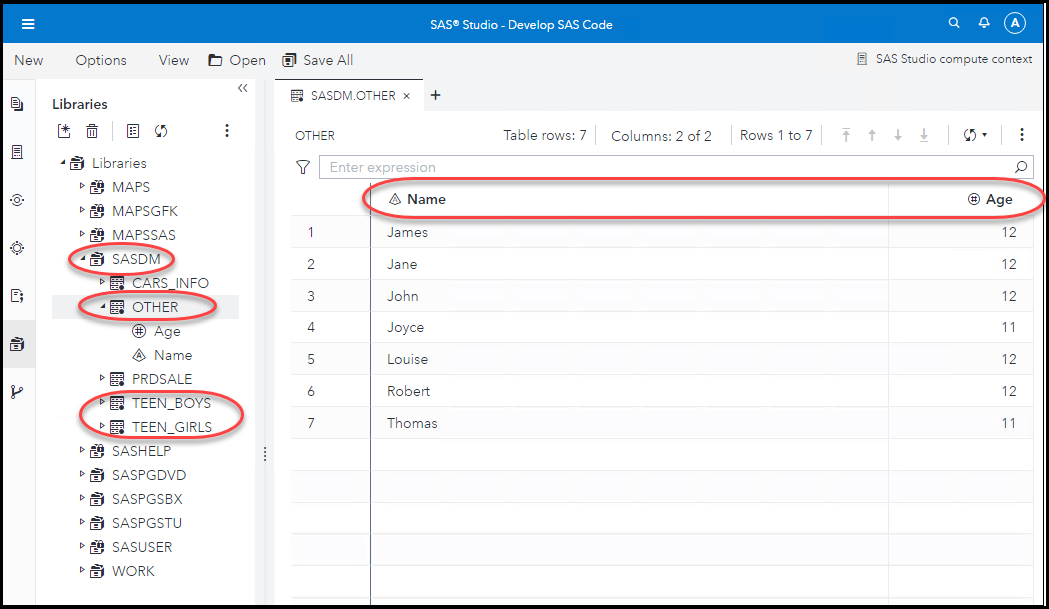 SAS® Studio - Develop SAS Code
A
New Options View Open Save All SAS Studio compute context
Libraries
SASDM.OTHER × +
OTHER Table rows: 7 Columns: 2 of 2 Rows 1 to 7
Enter expression
Libraries
MAPS
MAPSGFK
MAPSSAS
SASDM
CARS_INFO
OTHER
Age
Name
PRDSALE
TEEN_BOYS
TEEN_GIRLS
SASHELP
SASPGDVD
SASPGSBX
SASPGSTU
SASUSER
WORK
Name Age
1 James 12
2 Jane 12
3 John 12
4 Joyce 11
5 Louise 12
6 Robert 12
7 Thomas 11